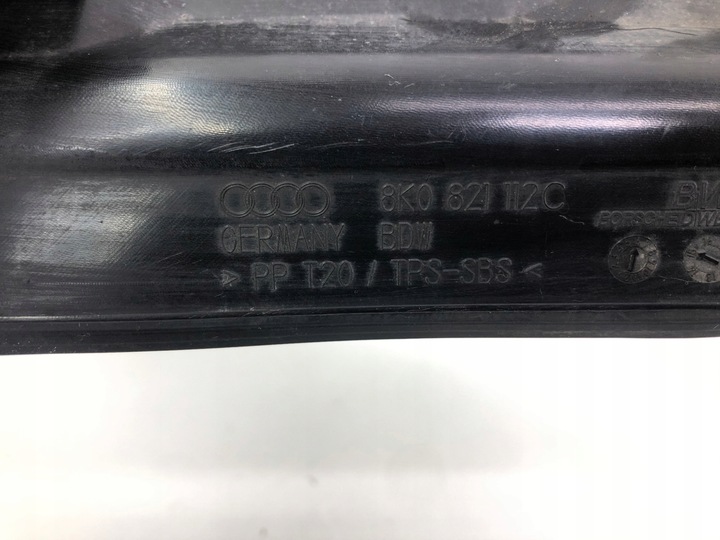 8K0 821 112C
GERMANY BDW
> PP T20 / TPS-SBS <